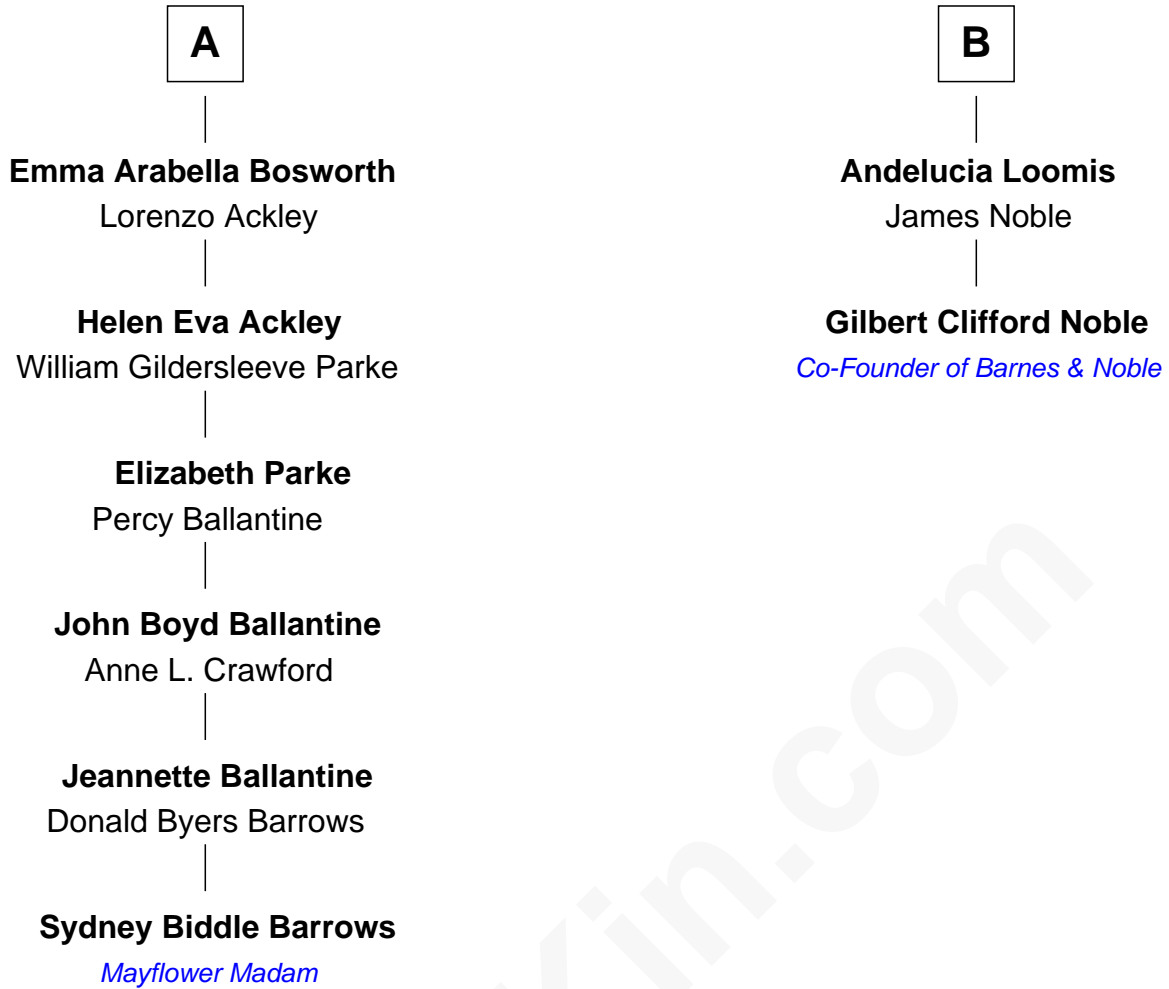 A
Emma Arabella Bosworth
Lorenzo Ackley
Helen Eva Ackley
William Gildersleeve Parke
Elizabeth Parke
Percy Ballantine
John Boyd Ballantine
Anne L. Crawford
Jeannette Ballantine
Donald Byers Barrows
Sydney Biddle Barrows
Mayflower Madam
B
Andelucia Loomis
James Noble
Gilbert Clifford Noble
Co-Founder of Barnes & Noble
Kin.com